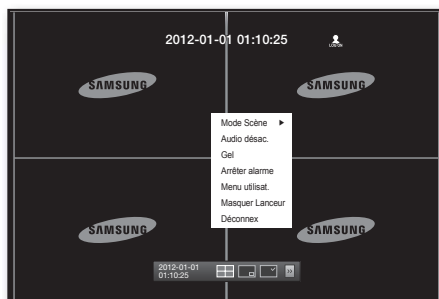 2012-01-01 01:10:25
LOG ON
SAMSUNG
SAMSUNG
Mode Scène
Audio désac.
Gel
Arrêter alarme
Menu utilisat.
Masquer Lanceur
Déconnex
SAMSUNG
SAMSUNG
2012-01-01
01:10:25